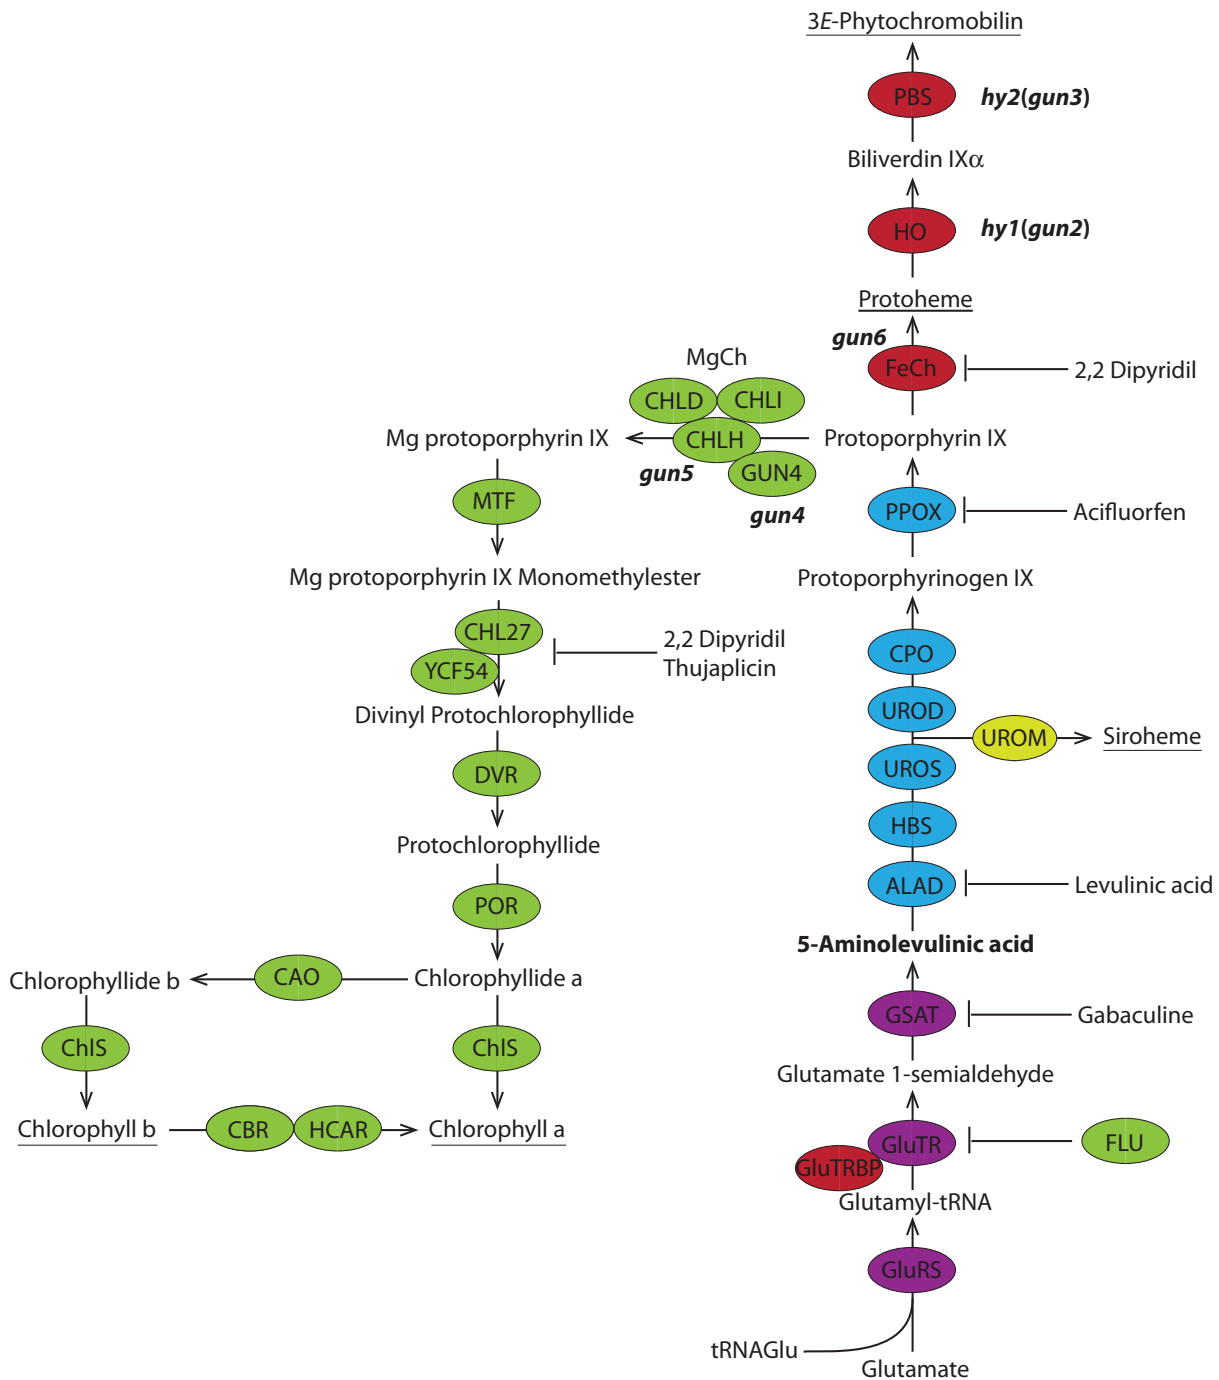 3E-Phytochromobilin
PBS
hy2(gun3)
Biliverdin IXα
HO
hy1(gun2)
Protoheme
gun6
FeCh
2,2 Dipyridil
MgCh
CHLD
CHLI
CHLH
GUN4
gun5
gun4
Mg protoporphyrin IX
Protoporphyrin IX
MTF
PPOX
Acifluorfen
Mg protoporphyrin IX Monomethylester
Protoporphyrinogen IX
CHL27
YCF54
2,2 Dipyridil
Thujaplicin
CPO
UROD
Divinyl Protochlorophyllide
UROM
Siroheme
DVR
UROS
HBS
Protochlorophyllide
ALAD
Levulinic acid
POR
5-Aminolevulinic acid
Chlorophyllide b
CAO
Chlorophyllide a
GSAT
Gabaculine
ChlS
ChlS
Glutamate 1-semialdehyde
Chlorophyll b
CBR
HCAR
Chlorophyll a
GluTR
FLU
GluTRBP
Glutamyl-tRNA
GluRS
tRNAGlu
Glutamate